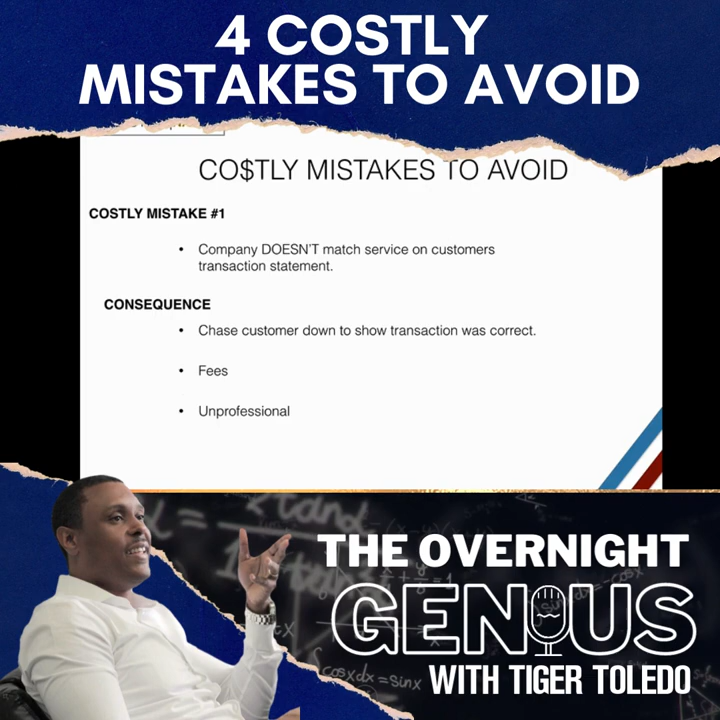 4 COSTLY
MISTAKES TO AVOID
CO$TLY MISTAKES TO AVOID
COSTLY MISTAKE #1
• Company DOESN'T match service on customers
transaction statement.
CONSEQUENCE
• Chase customer down to show transaction was correct.
• Fees
• Unprofessional
THE OVERNIGHT
GENIUS
WITH TIGER TOLEDO
∫cosxdx=sinx